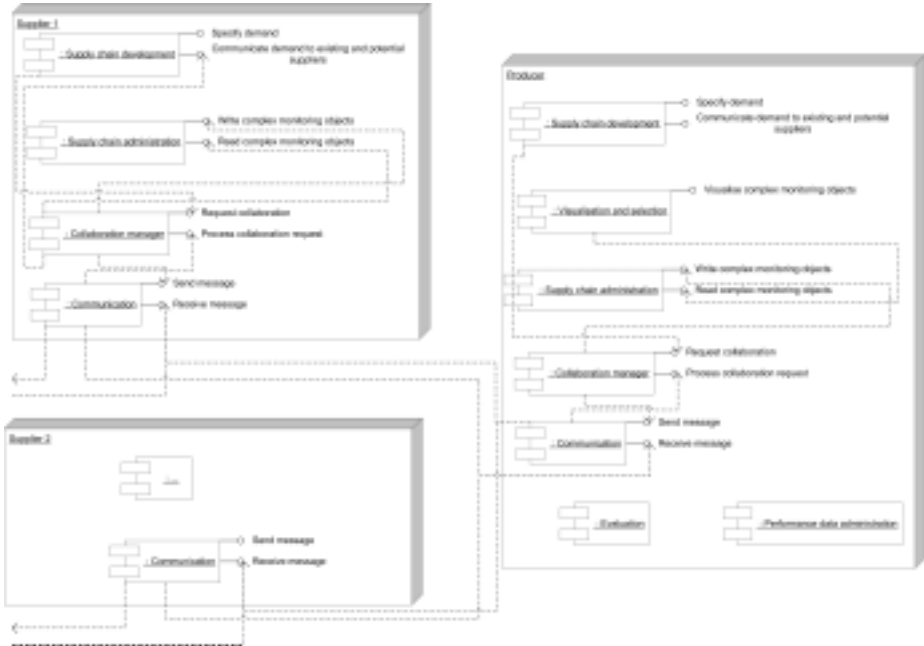 Supplier 1
Specify demand
: Supply chain development
Communicate demand to existing and potential
suppliers
Write complex monitoring objects
: Supply chain administration
Read complex monitoring objects
Request collaboration
: Collaboration manager
Process collaboration request
Send message
: Communication
Receive message
Supplier 2
Send message
: Communication
Receive message
Producer
Specify demand
: Supply chain development
Communicate demand to existing and potential
suppliers
Visualise complex monitoring objects
: Visualisation and selection
Write complex monitoring objects
: Supply chain administration
Read complex monitoring objects
Request collaboration
: Collaboration manager
Process collaboration request
Send message
: Communication
Receive message
: Evaluation
: Performance data administration